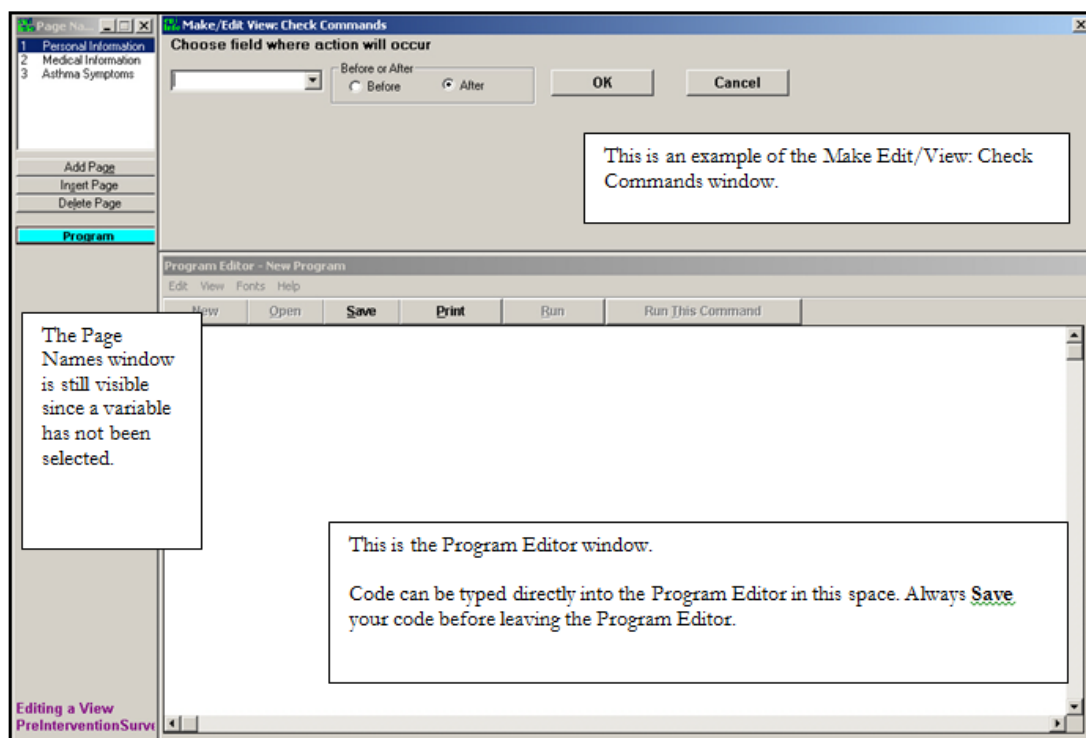 Page Na...
1 Personal Information
2 Medical Information
3 Asthma Symptoms
Add Page
Insert Page
Delete Page
Program
Make/Edit View: Check Commands
Choose field where action will occur
Before or After
Before
After
OK
Cancel
This is an example of the Make Edit/View: Check
Commands window.
Program Editor - New Program
Edit View Fonts Help
New Open Save Print Run Run This Command
The Page
Names window
is still visible
since a variable
has not been
selected.
This is the Program Editor window.
Code can be typed directly into the Program Editor in this space. Always Save
your code before leaving the Program Editor.
Editing a View
PreInterventionSurve